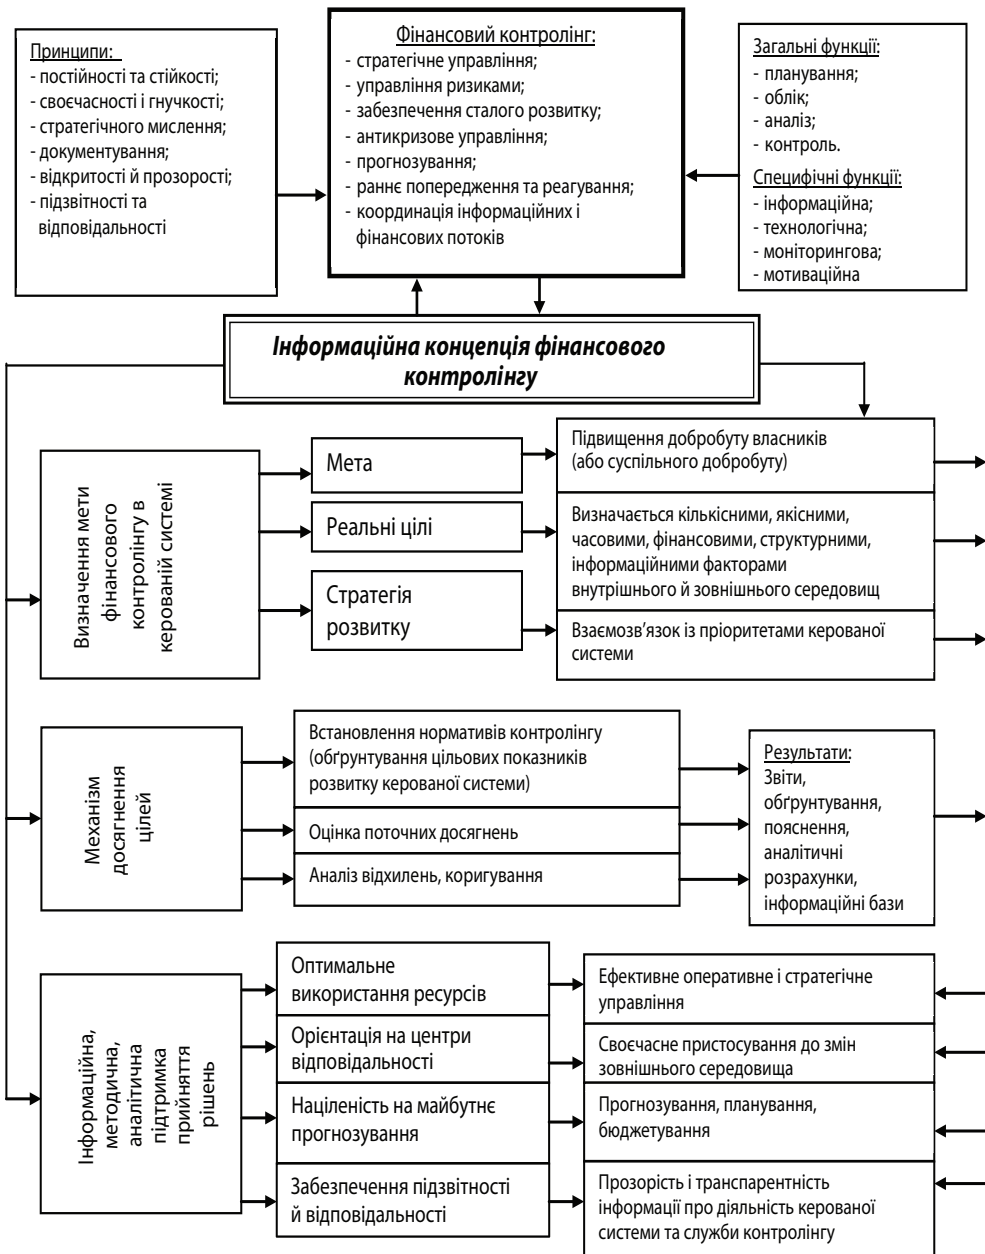 Принципи:
- постійності та стійкості;
- своєчасності і гнучкості;
- стратегічного мислення;
- документування;
- відкритості й прозорості;
- підзвітності та
відповідальності
Фінансовий контролінг:
- стратегічне управління;
- управління ризиками;
- забезпечення сталого розвитку;
- антикризове управління;
- прогнозування;
- раннє попередження та реагування;
- координація інформаційних і
фінансових потоків
Загальні функції:
- планування;
- облік;
- аналіз;
- контроль.
Специфічні функції:
- інформаційна;
- технологічна;
- моніторингова;
- мотиваційна
Інформаційна концепція фінансового
контролінгу
Визначення мети
фінансового
контролінгу в
керованій системі
Мета
Реальні цілі
Стратегія
розвитку
Підвищення добробуту власників
(або суспільного добробуту)
Визначається кількісними, якісними,
часовими, фінансовими, структурними,
інформаційними факторами
внутрішнього й зовнішнього середовищ
Взаємозв'язок із пріоритетами керованої
системи
Механізм
досягнення
цілей
Встановлення нормативів контролінгу
(обґрунтування цільових показників
розвитку керованої системи)
Оцінка поточних досягнень
Аналіз відхилень, коригування
Результати:
Звіти,
обґрунтування,
пояснення,
аналітичні
розрахунки,
інформаційні бази
Інформаційна,
методична,
аналітична
підтримка
прийняття
рішень
Оптимальне
використання ресурсів
Орієнтація на центри
відповідальності
Націленість на майбутнє
прогнозування
Забезпечення підзвітності
й відповідальності
Ефективне оперативне і стратегічне
управління
Своєчасне пристосування до змін
зовнішнього середовища
Прогнозування, планування,
бюджетування
Прозорість і транспарентність
інформації про діяльність керованої
системи та служби контролінгу